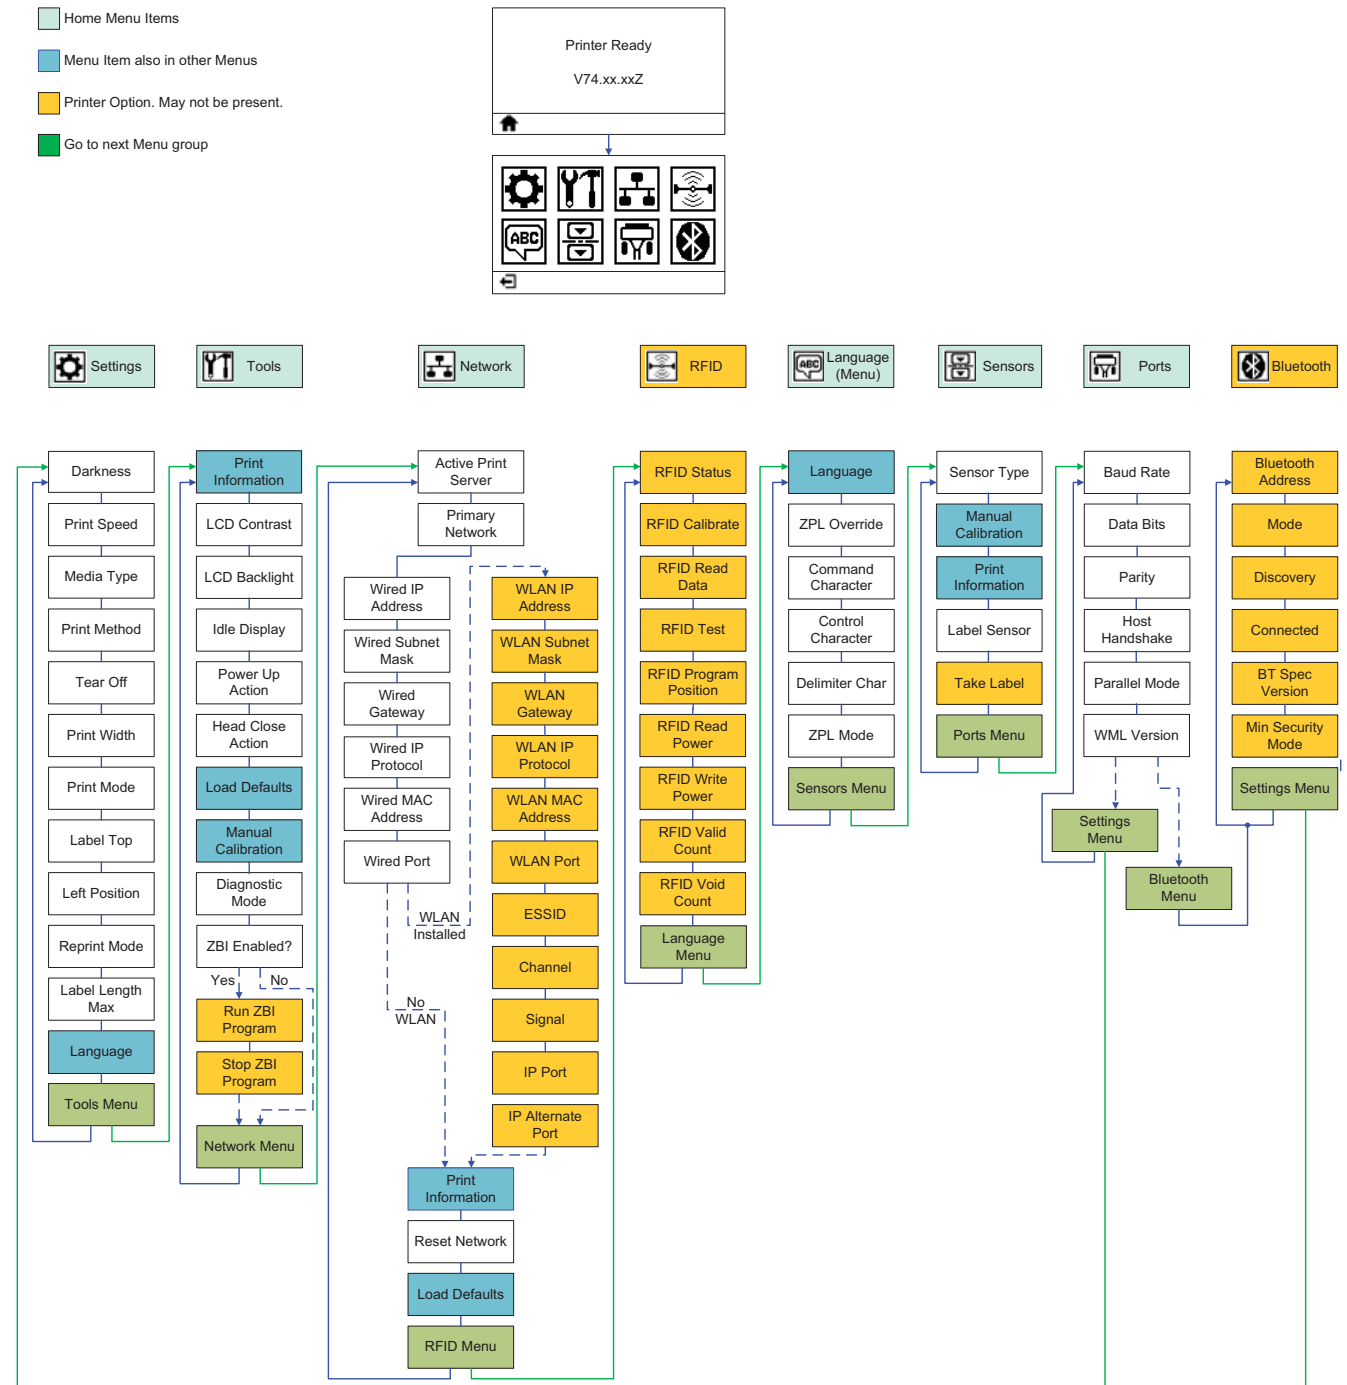 Home Menu Items
Menu Item also in other Menus
Printer Option. May not be present.
Go to next Menu group
Printer Ready
V74.xx.xxZ
ABC
Settings
Tools
Network
RFID
ABC
Language
(Menu)
Sensors
Ports
Bluetooth
Darkness
Print Speed
Media Type
Print Method
Tear Off
Print Width
Print Mode
Label Top
Left Position
Reprint Mode
Label Length
Max
Language
Tools Menu
Print
Information
LCD Contrast
LCD Backlight
Idle Display
Power Up
Action
Head Close
Action
Load Defaults
Manual
Calibration
Diagnostic
Mode
ZBI Enabled?
Yes
No
Run ZBI
Program
Stop ZBI
Program
Network Menu
Active Print
Server
Primary
Network
Wired IP
Address
Wired Subnet
Mask
Wired
Gateway
Wired IP
Protocol
Wired MAC
Address
Wired Port
WLAN
Installed
No
WLAN
WLAN IP
Address
WLAN Subnet
Mask
WLAN
Gateway
WLAN IP
Protocol
WLAN MAC
Address
WLAN Port
ESSID
Channel
Signal
IP Port
IP Alternate
Port
Print
Information
Reset Network
Load Defaults
RFID Menu
RFID Status
RFID Calibrate
RFID Read
Data
RFID Test
RFID Program
Position
RFID Read
Power
RFID Write
Power
RFID Valid
Count
RFID Void
Count
Language
Menu
Language
ZPL Override
Command
Character
Control
Character
Delimiter Char
ZPL Mode
Sensors Menu
Sensor Type
Manual
Calibration
Print
Information
Label Sensor
Take Label
Ports Menu
Baud Rate
Data Bits
Parity
Host
Handshake
Parallel Mode
WML Version
Settings
Menu
Bluetooth
Menu
Bluetooth
Address
Mode
Discovery
Connected
BT Spec
Version
Min Security
Mode
Settings Menu